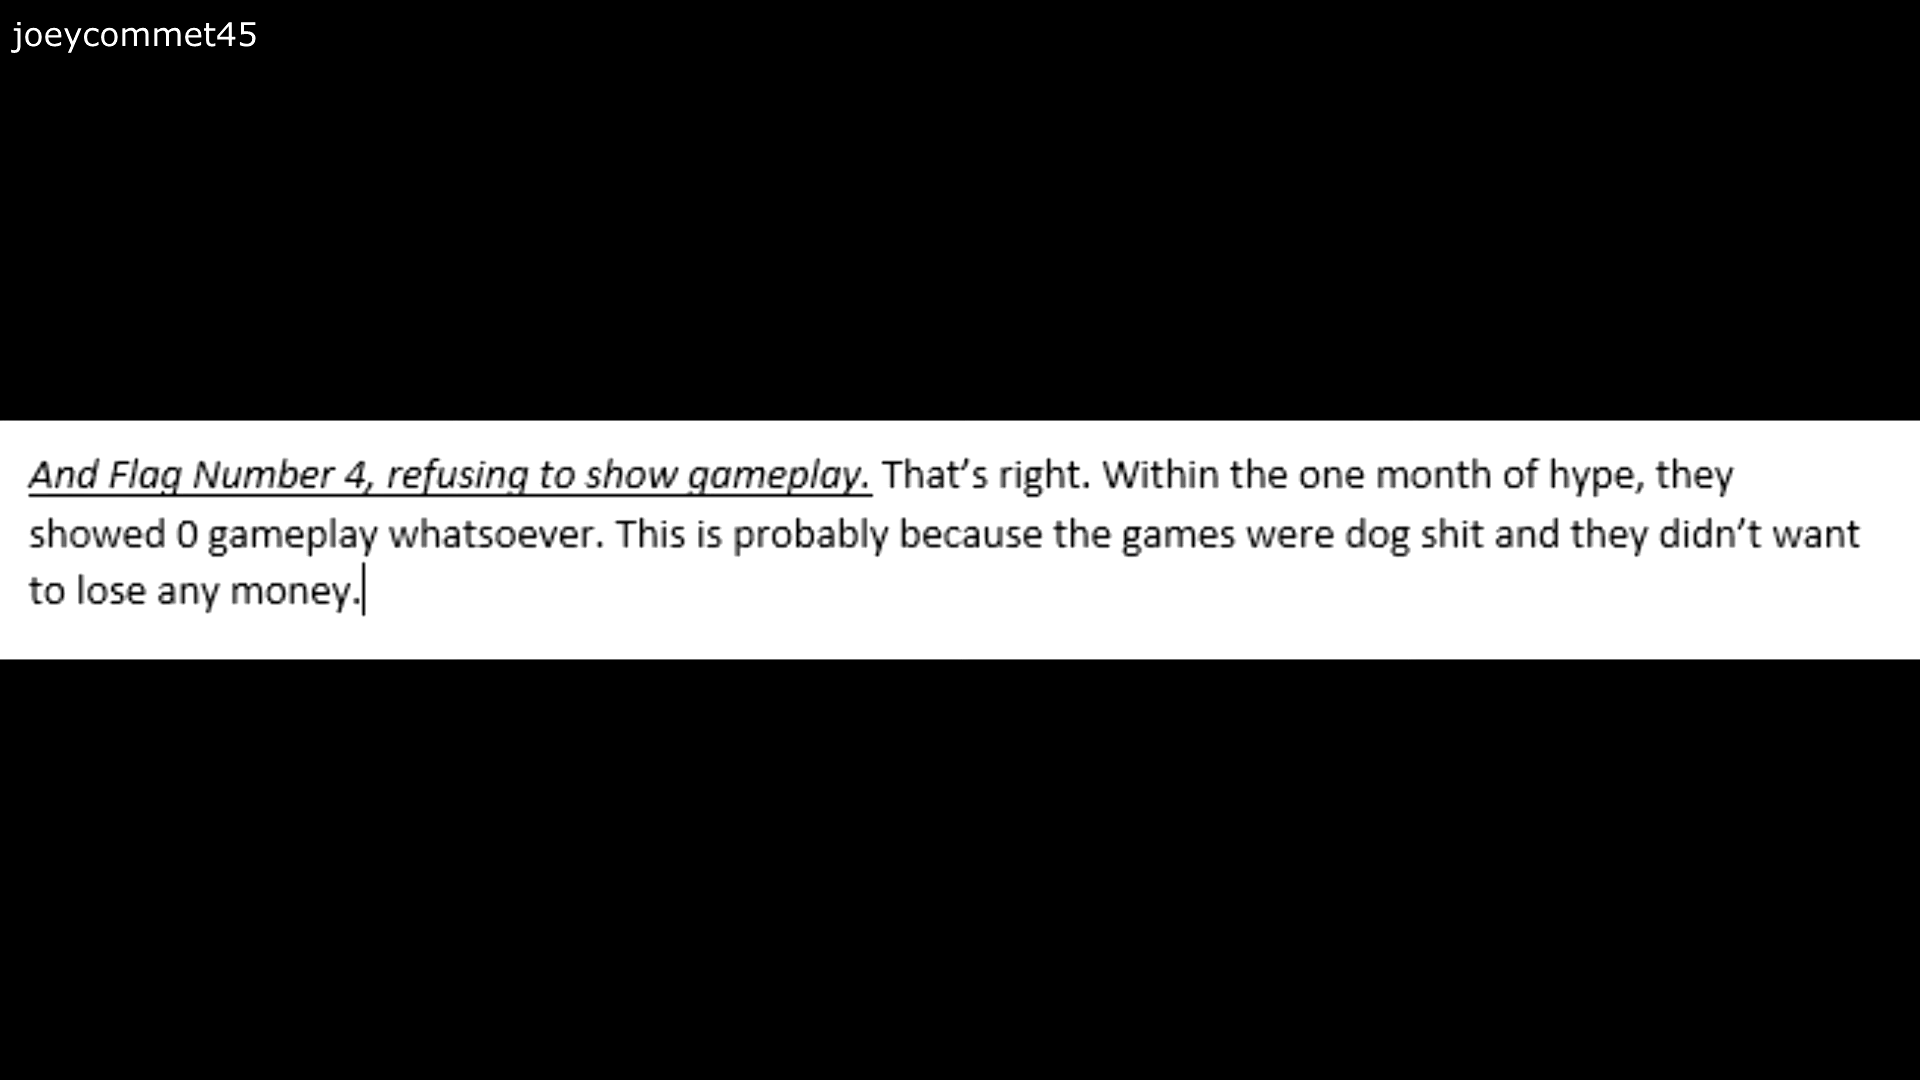 joeycommet45
And Flag Number 4, refusing to show gameplay. That’s right. Within the one month of hype, they
showed 0 gameplay whatsoever. This is probably because the games were dog shit and they didn’t want
to lose any money.